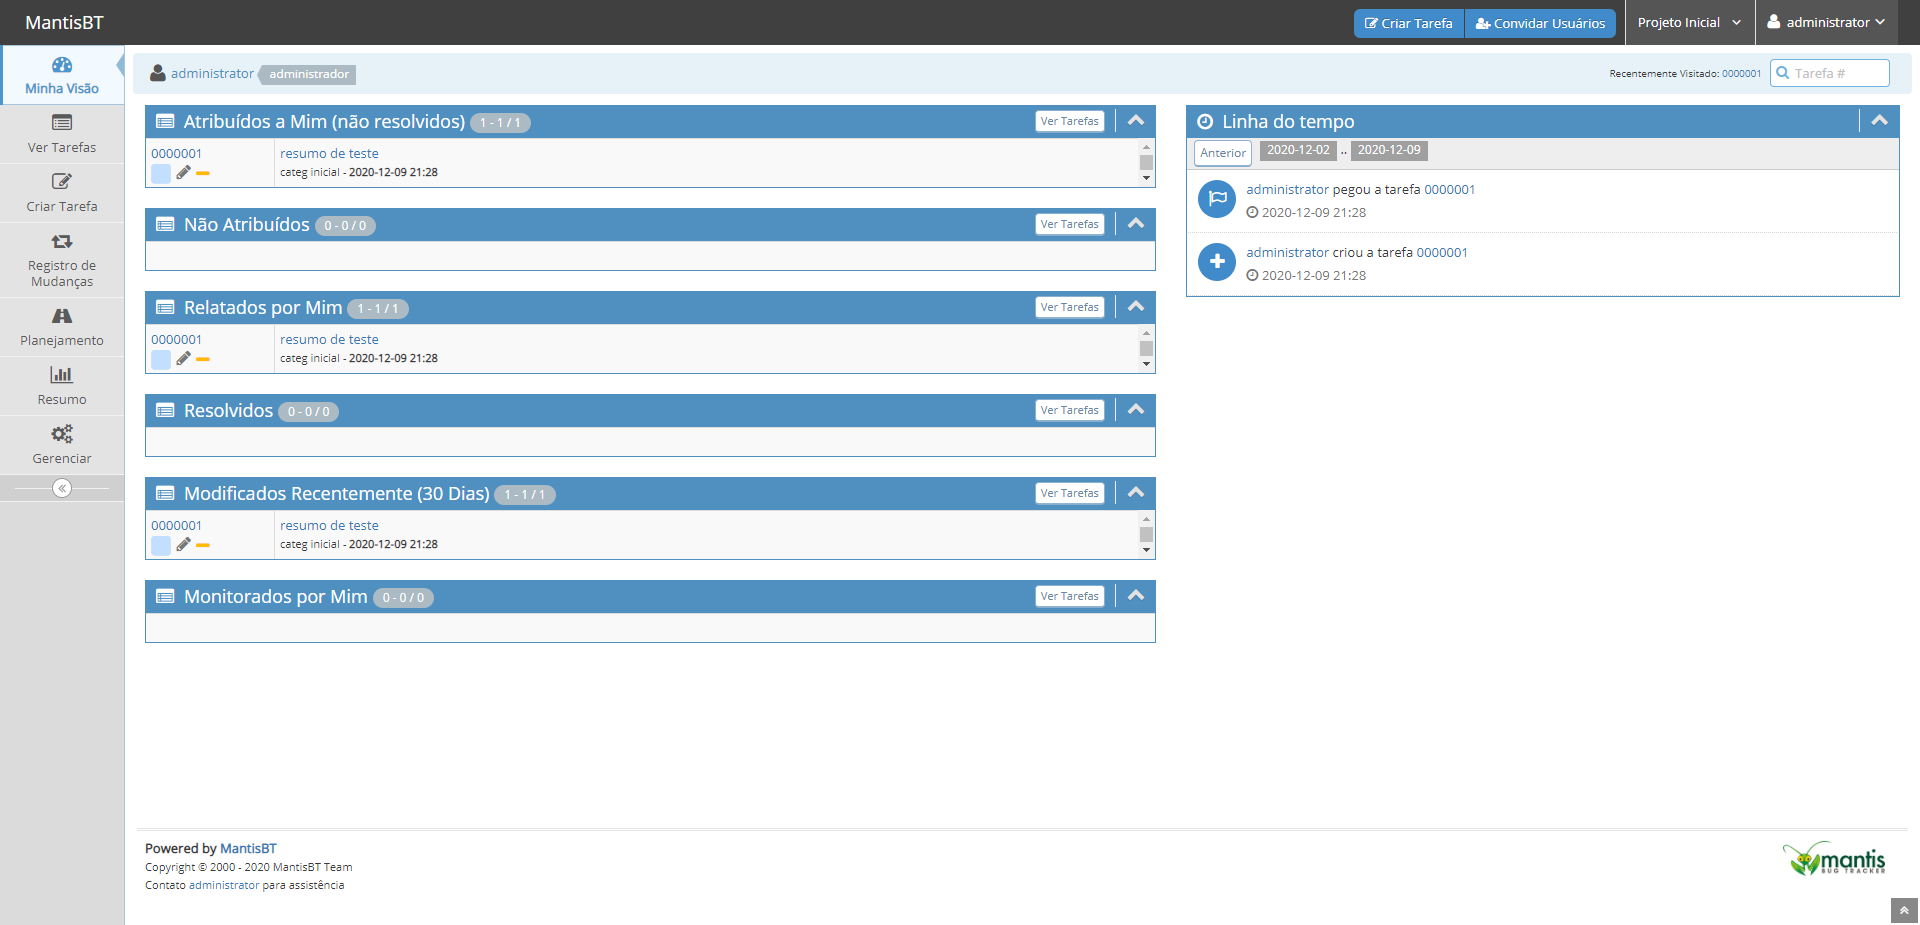 MantisBT
Criar Tarefa
Convidar Usuários
Projeto Inicial
administrator
Minha Visão
Ver Tarefas
Criar Tarefa
Registro de
Mudanças
Planejamento
Resumo
Gerenciar
administrator administrador
Recentemente Visitado: 0000001
Tarefa #
Atribuídos a Mim (não resolvidos) 1 - 1 / 1
Ver Tarefas
0000001
resumo de teste
categ inicial - 2020-12-09 21:28
Não Atribuídos 0 - 0 / 0
Ver Tarefas
Relatados por Mim 1 - 1 / 1
Ver Tarefas
0000001
resumo de teste
categ inicial - 2020-12-09 21:28
Resolvidos 0 - 0 / 0
Ver Tarefas
Modificados Recentemente (30 Dias) 1 - 1 / 1
Ver Tarefas
0000001
resumo de teste
categ inicial - 2020-12-09 21:28
Monitorados por Mim 0 - 0 / 0
Ver Tarefas
Linha do tempo
Anterior 2020-12-02 .. 2020-12-09
administrator pegou a tarefa 0000001
2020-12-09 21:28
administrator criou a tarefa 0000001
2020-12-09 21:28
Powered by MantisBT
Copyright © 2000 - 2020 MantisBT Team
Contato administrator para assistência
mantis
BUG TRACKER